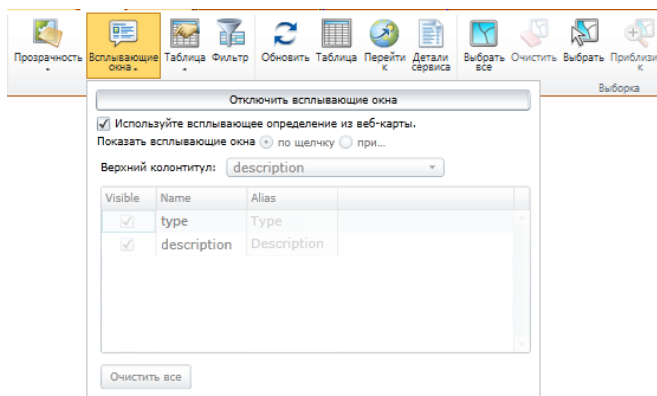 Прозрачность Всплывающие окна Таблица Фильтр Обновить Таблица Перейти к Детали сервиса Выбрать все Очистить Выбрать Приблизи к
Выборка
Отключить всплывающие окна
Используйте всплывающее определение из веб-карты.
Показать всплывающие окна по щелчку при...
Верхний колонтитул: description
Visible Name Alias
type Type
description Description
Очистить все